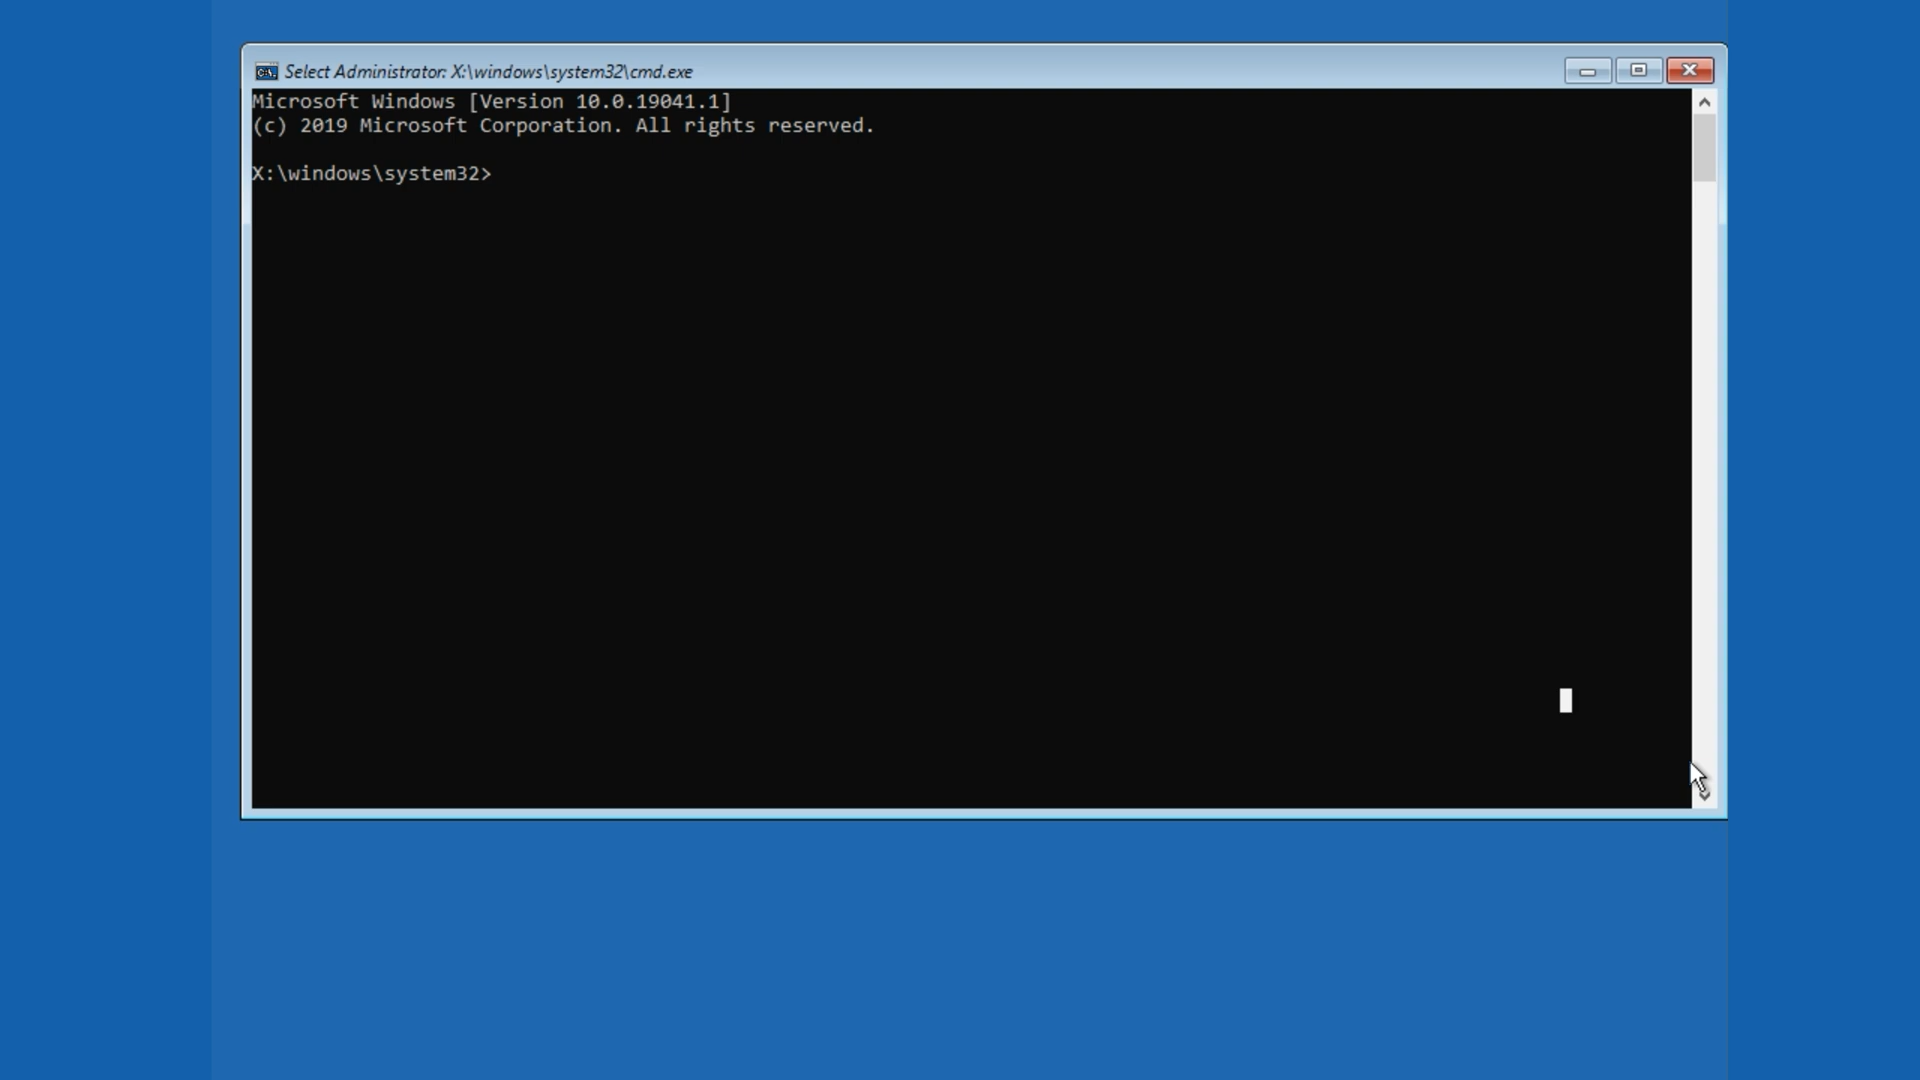 Select Administrator: X:\windows\system32\cmd.exe
Microsoft Windows [Version 10.0.19041.1]
(c) 2019 Microsoft Corporation. All rights reserved.
X:\windows\system32>